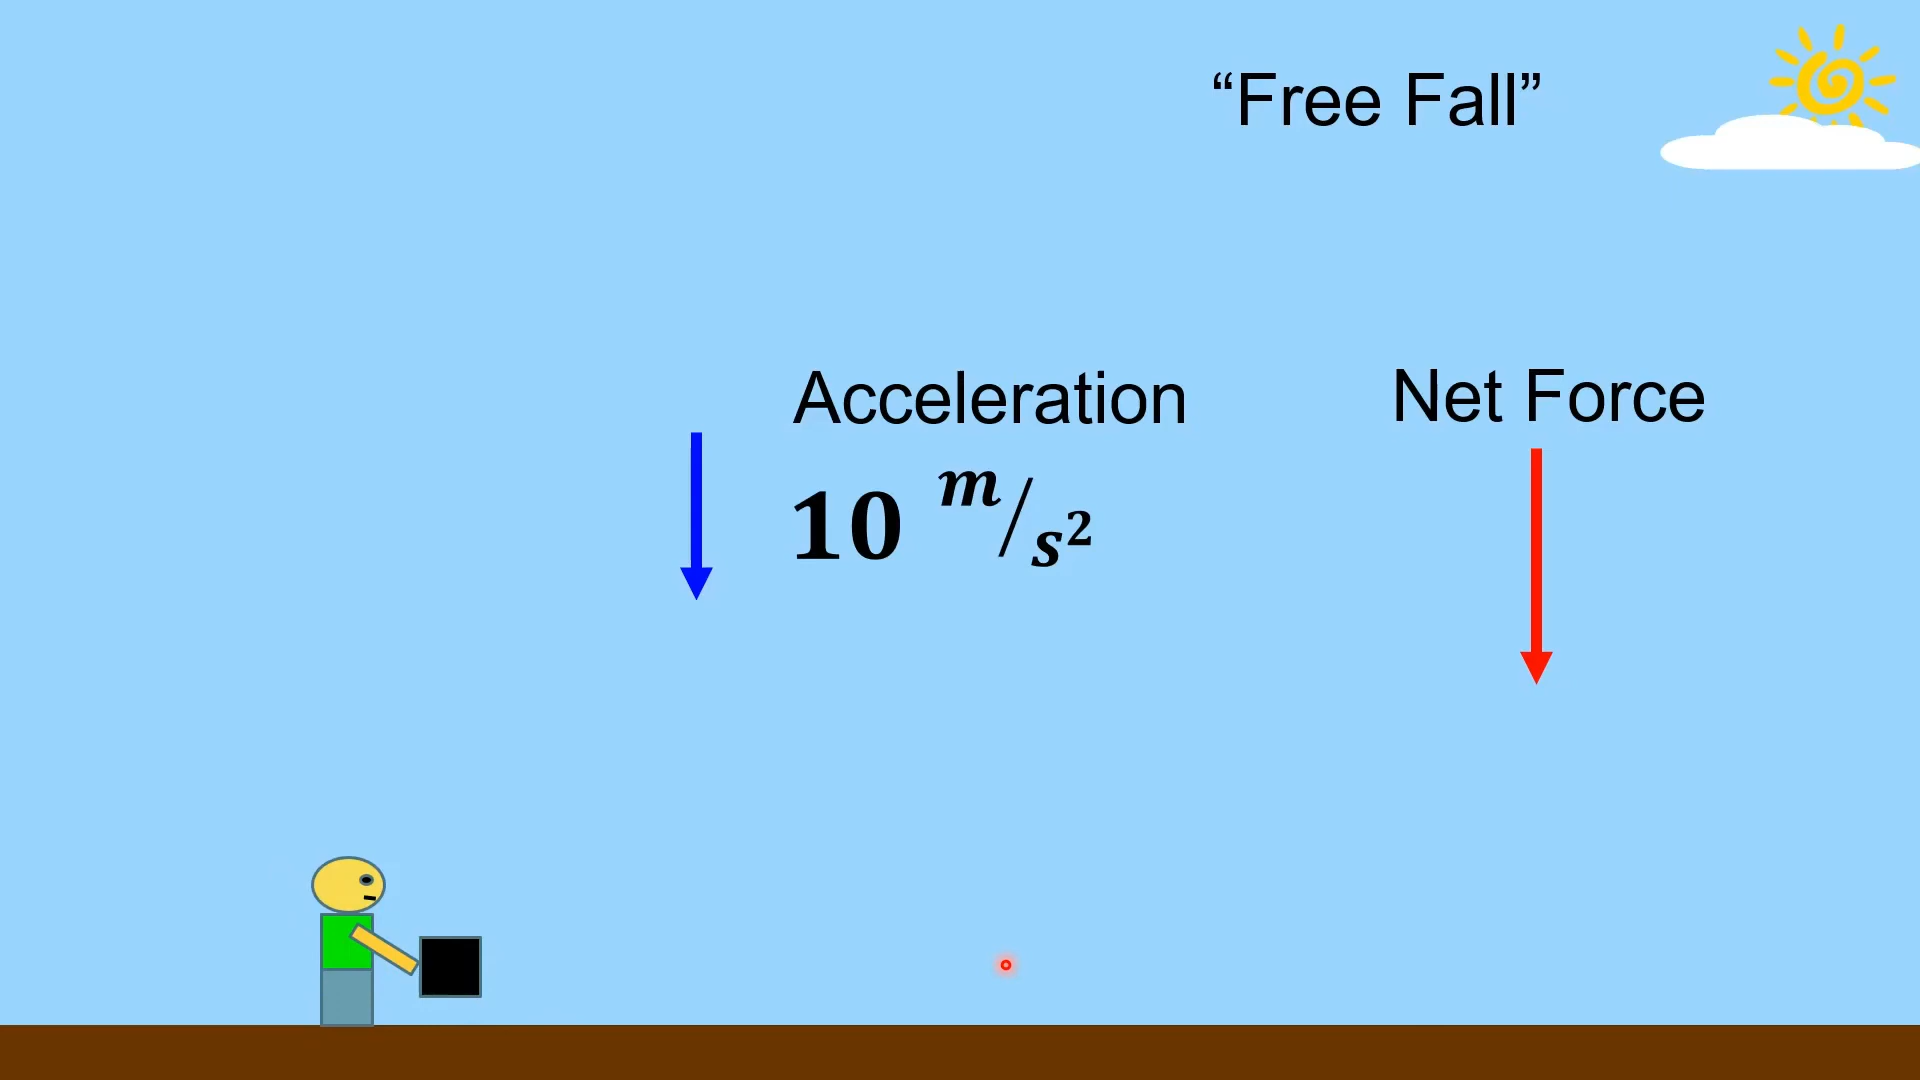 “Free Fall”
Acceleration
10 m/s²
Net Force